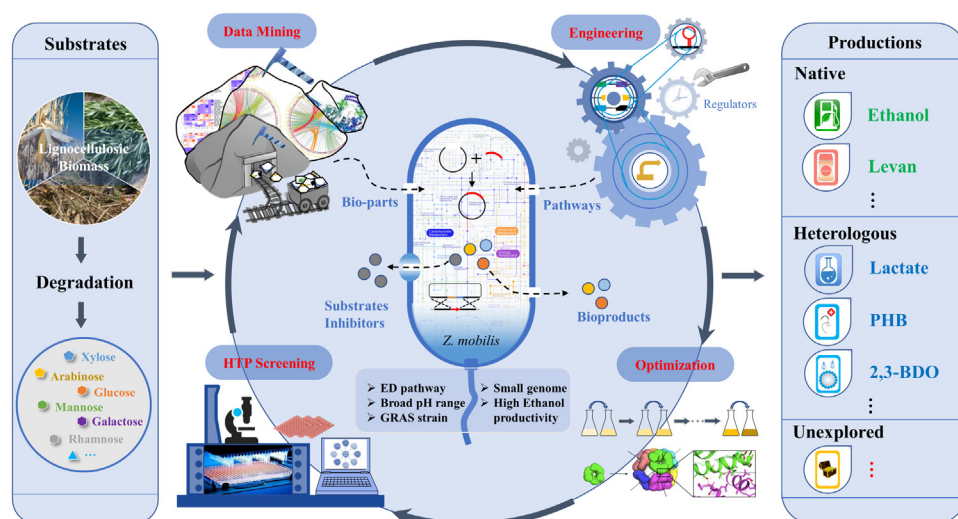 Substrates
Lignocellulosic
Biomass
Degradation
Xylose
Arabinose
Glucose
Mannose
Galactose
Rhamnose
...
Data Mining
Engineering
Regulators
+
Bio-parts
Pathways
Substrates
Inhibitors
Bioproducts
Z. mobilis
HTP Screening
Optimization
➤ ED pathway
➤ Broad pH range
➤ GRAS strain
➤ Small genome
➤ High Ethanol
productivity
Productions
Native
Ethanol
Levan
⋮
Heterologous
Lactate
PHB
2,3-BDO
⋮
Unexplored
⋮